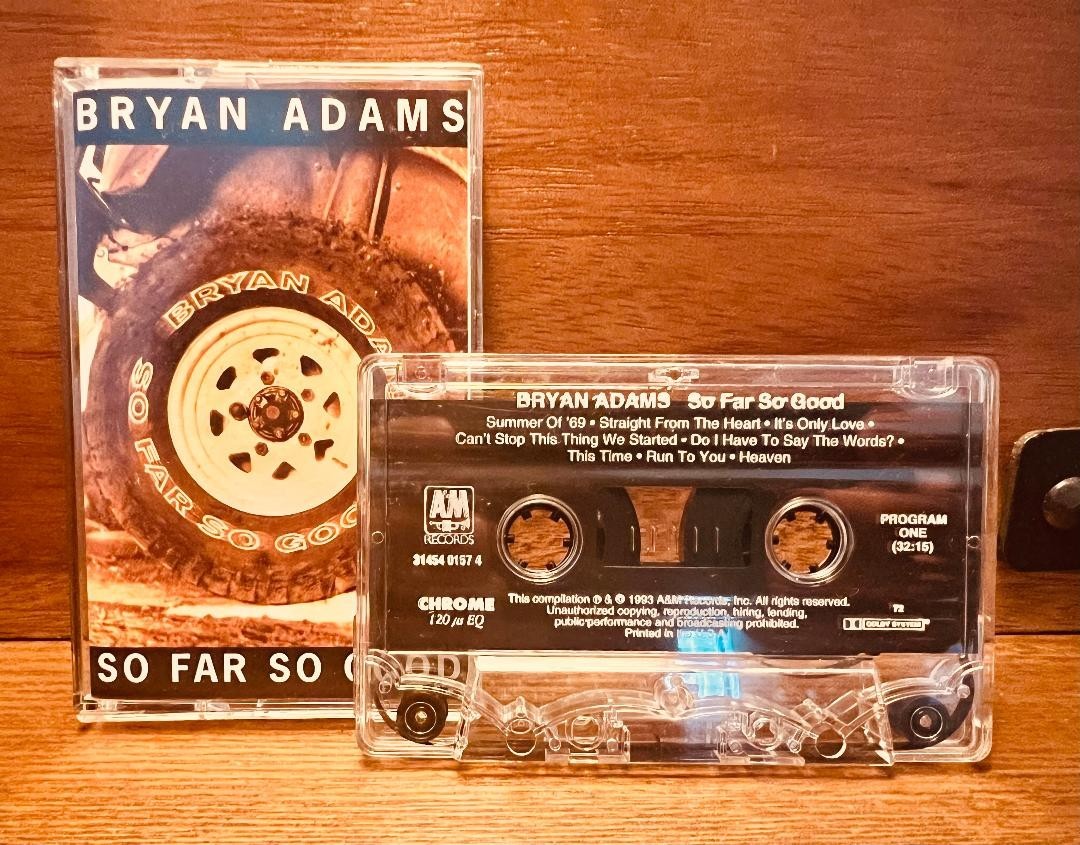 BRYAN ADAMS
BRYAN ADA
SO FAR SO GOO
SO FAR SO GOOD
BRYAN ADAMS So Far So Good
Summer Of '69 • Straight From The Heart • It's Only Love •
Can't Stop This Thing We Started • Do I Have To Say The Words? •
This Time • Run To You • Heaven
A&M
RECORDS
31454 0157 4
PROGRAM
ONE
(32:15)
CHROME
120 µs EQ
This compilation ℗ & © 1993 A&M Records, Inc. All rights reserved.
Unauthorized copying, reproduction, hiring, lending,
public performance and broadcasting prohibited.
Printed in
T2
DOLBY SYSTEM®